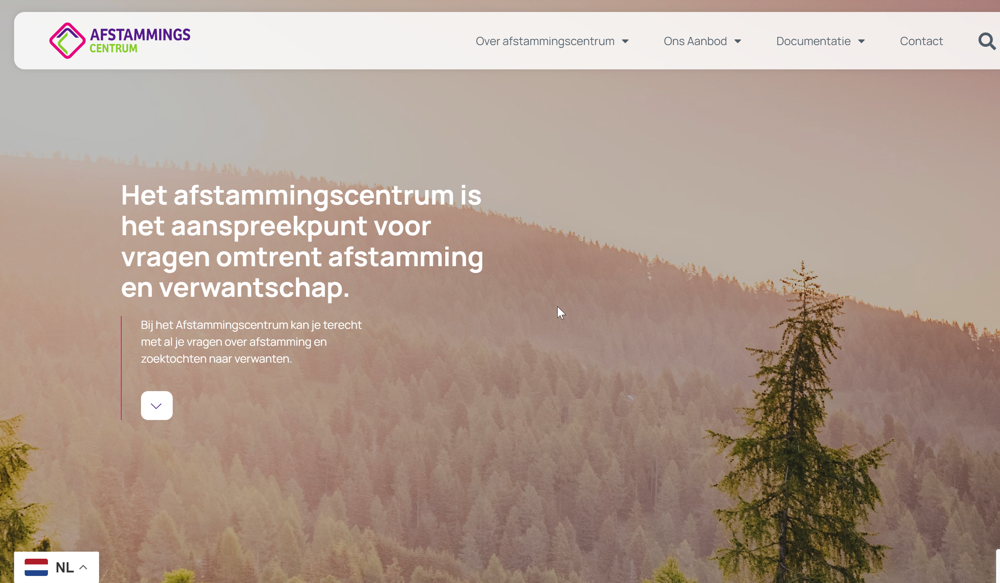 AFSTAMMINGS
CENTRUM
Over afstammingscentrum
Ons Aanbod
Documentatie
Contact
Het afstammingscentrum is
het aanspreekpunt voor
vragen omtrent afstamming
en verwantschap.
Bij het Afstammingscentrum kan je terecht
met al je vragen over afstamming en
zoektochten naar verwanten.
NL